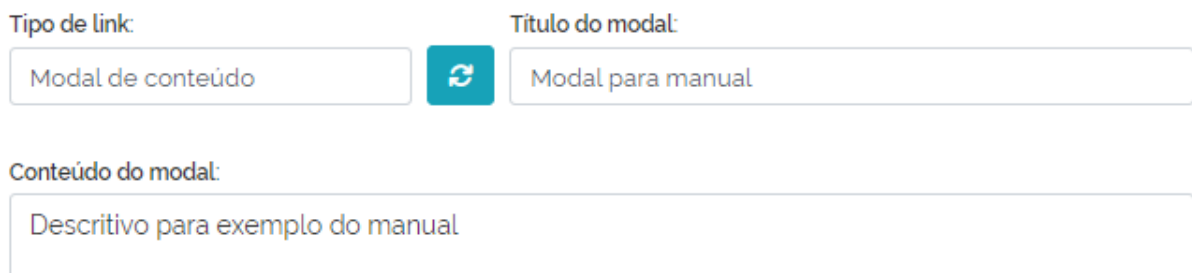 Tipo de link: Título do modal:
Modal de conteúdo Modal para manual
Conteúdo do modal:
Descritivo para exemplo do manual